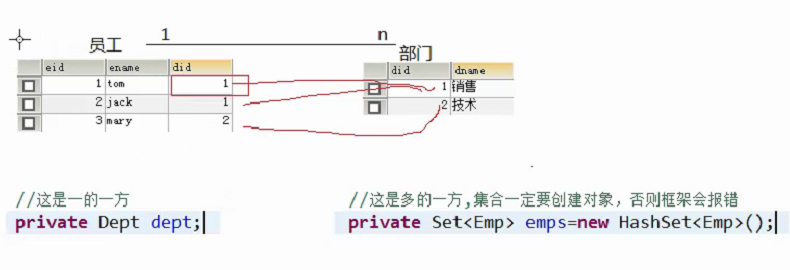 员工 1 n 部门
eid ename did
1 tom 1
2 jack 1
3 mary 2
did dname
1 销售
2 技术
//这是一的一方
private Dept dept;
//这是多的一方,集合一定要创建对象，否则框架会报错
private Set<Emp> emps=new HashSet<Emp>();